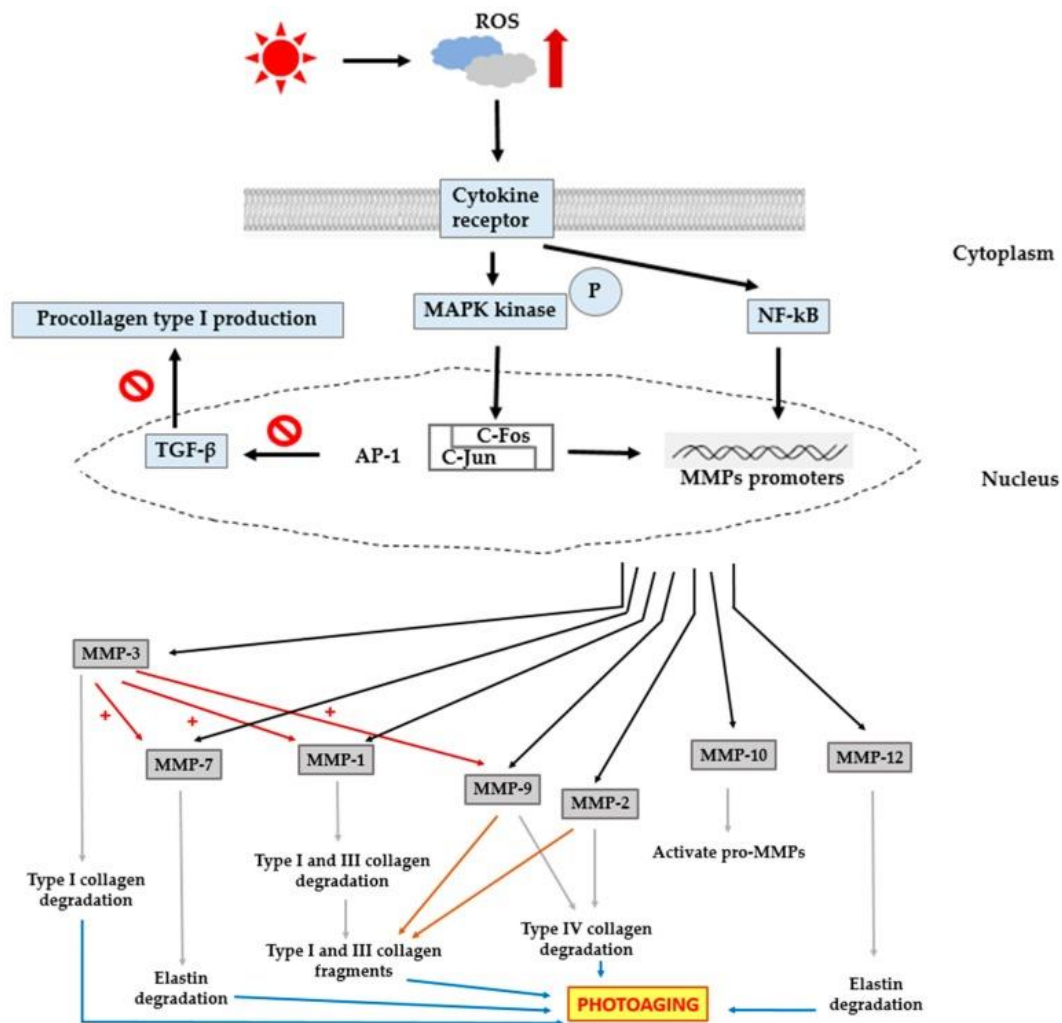 ROS
Cytokine
receptor
Cytoplasm
MAPK kinase
P
NF-kB
Procollagen type I production
TGF-β
AP-1
C-Fos
C-Jun
MMPs promoters
Nucleus
MMP-3
+
+
+
MMP-7
MMP-1
MMP-9
MMP-2
MMP-10
MMP-12
Type I collagen
degradation
Type I and III collagen
degradation
Activate pro-MMPs
Type I and III collagen
fragments
Type IV collagen
degradation
Elastin
degradation
PHOTOAGING
Elastin
degradation